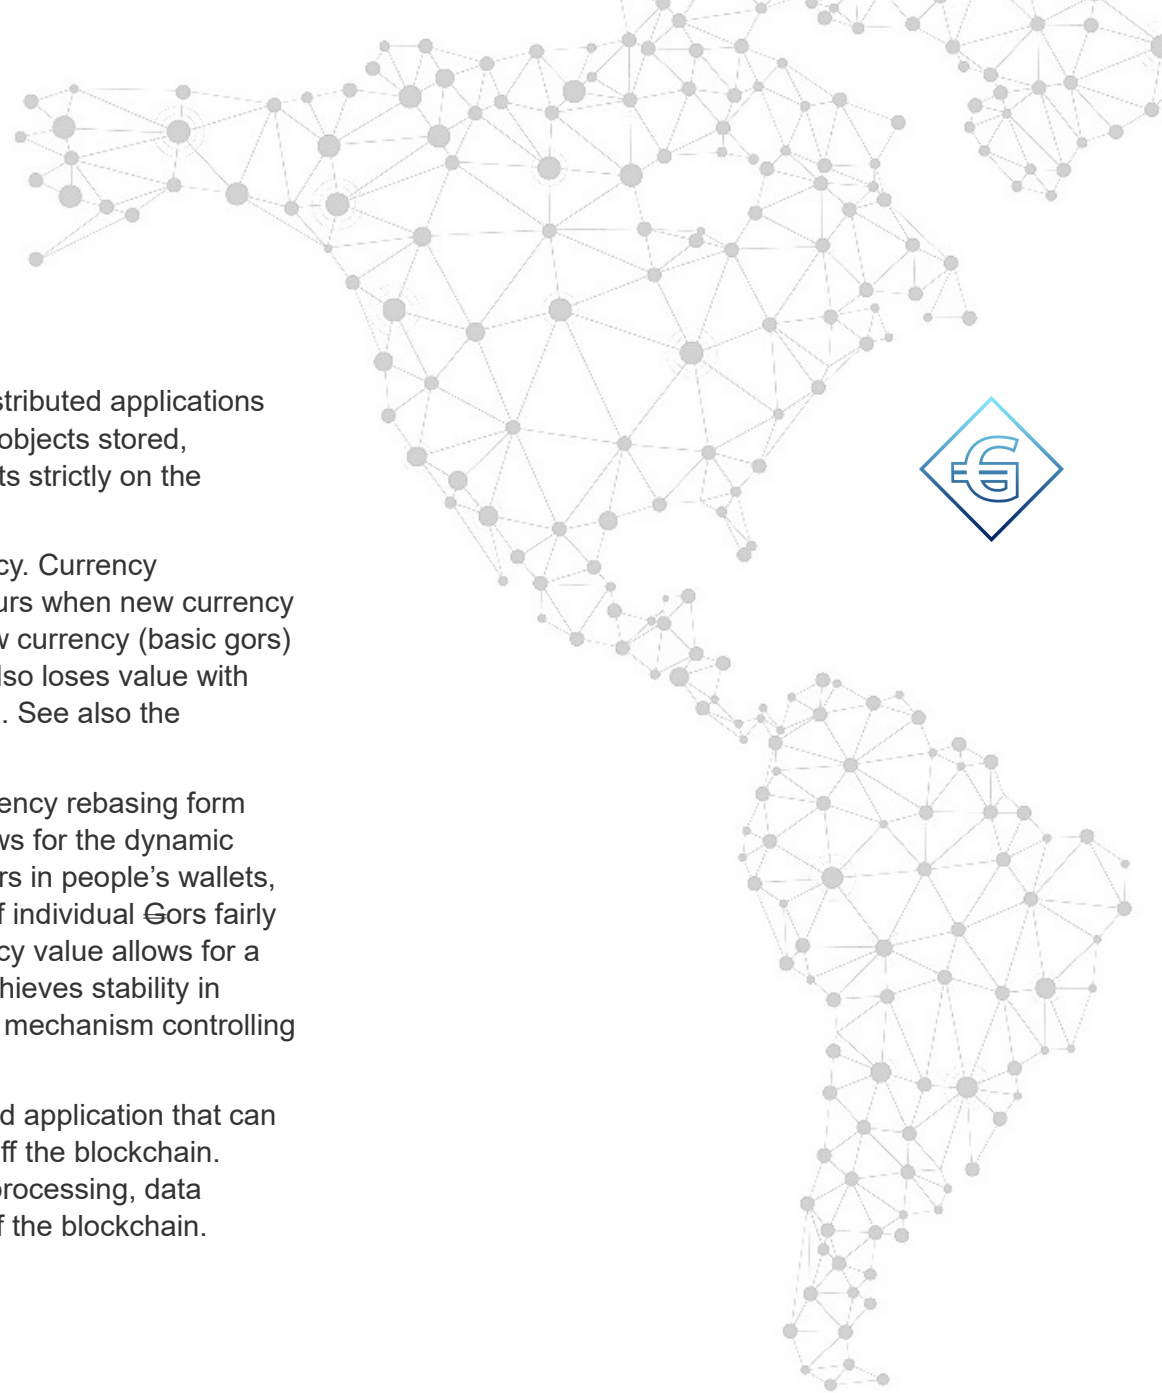 stributed applications
objects stored,
ts strictly on the
cy. Currency
urs when new currency
w currency (basic gors)
lso loses value with
. See also the
ency rebasing form
ws for the dynamic
rs in people’s wallets,
f individual Gors fairly
cy value allows for a
hieves stability in
mechanism controlling
d application that can
ff the blockchain.
processing, data
f the blockchain.